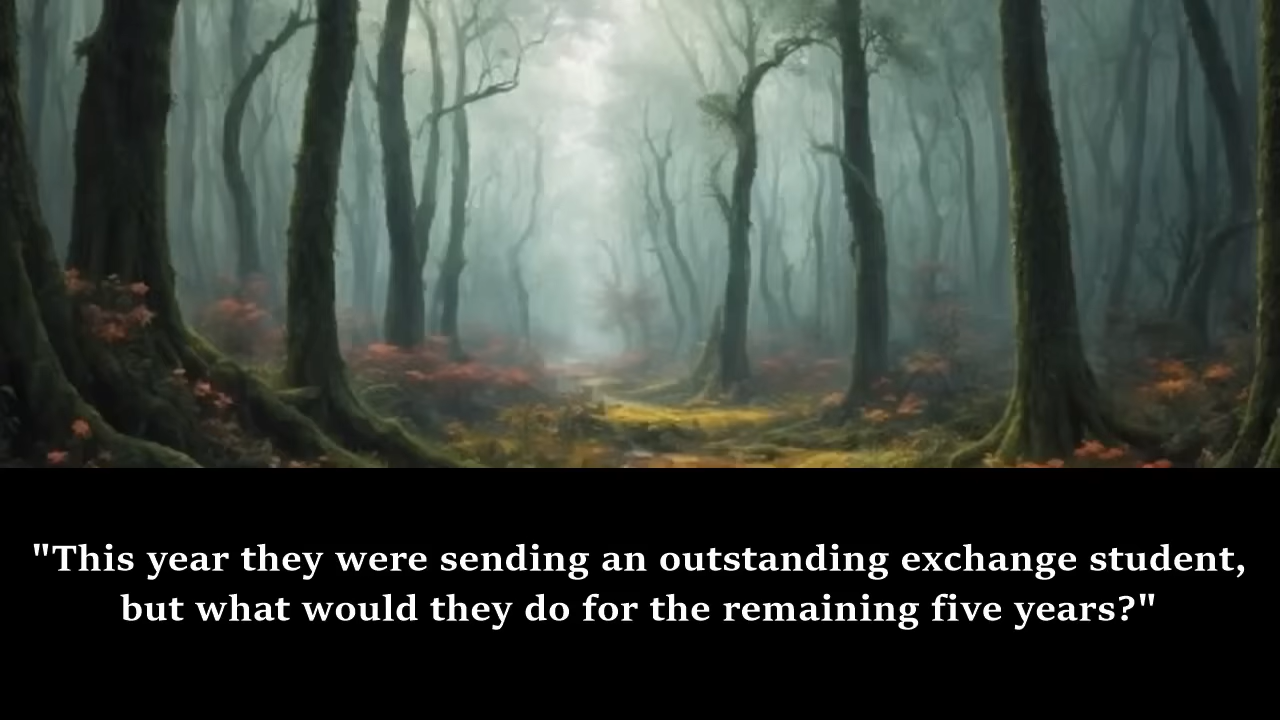 "This year they were sending an outstanding exchange student,
but what would they do for the remaining five years?"